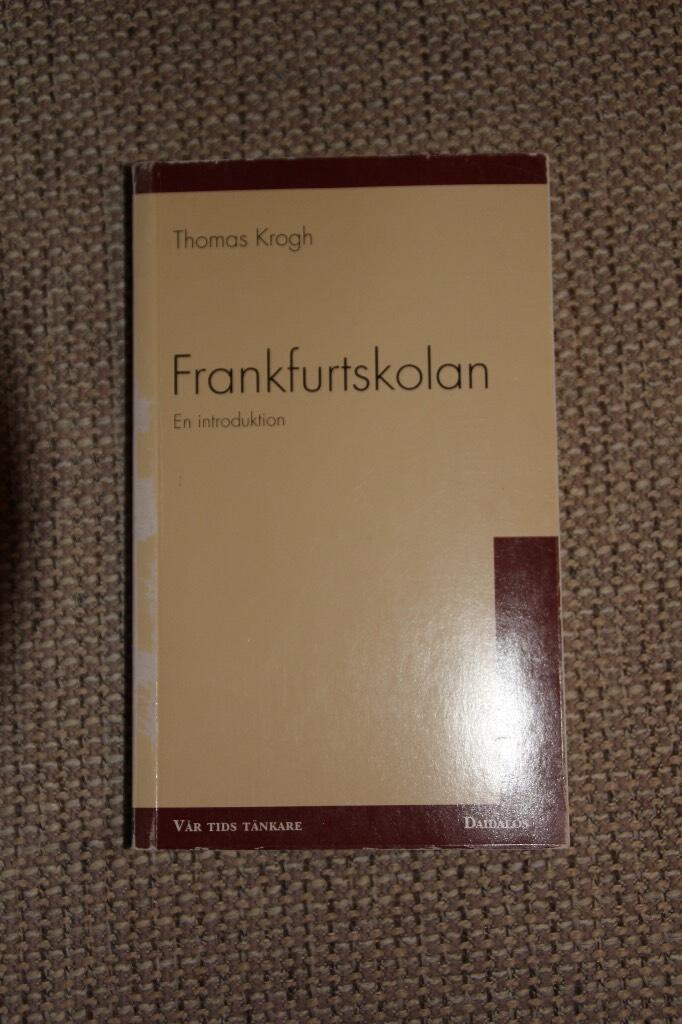 Thomas Krogh
Frankfurtskolan
En introduktion
VÅR TIDS TÄNKARE
DAIDALOS